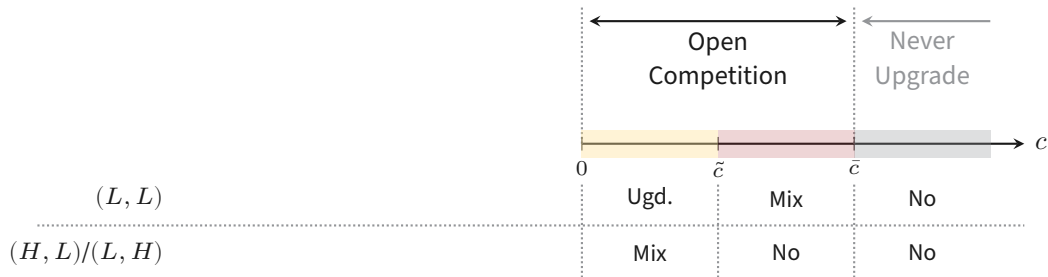 Open
Competition
Never
Upgrade
c
0 c̃ c̄
(L, L) Ugd. Mix No
(H, L)/(L, H) Mix No No